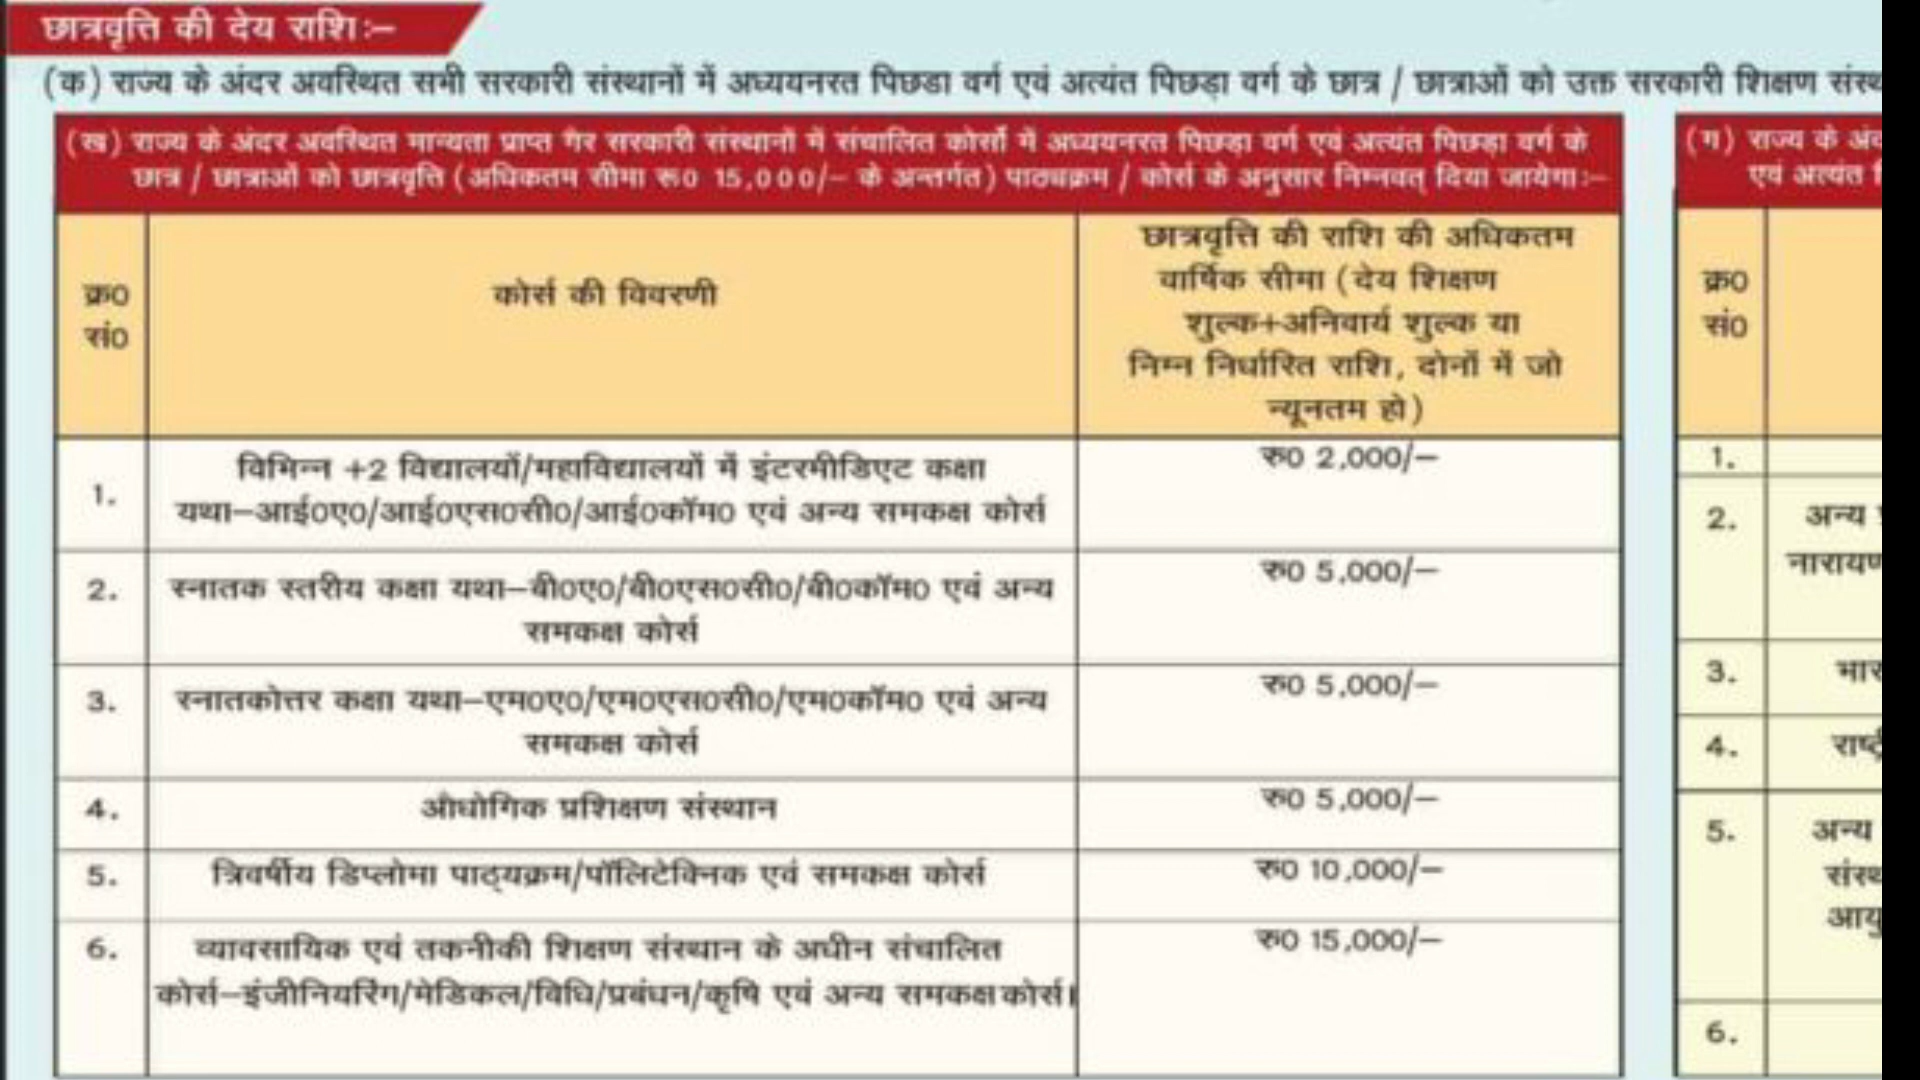 छात्रवृत्ति की देय राशि:–
(क) राज्य के अंदर अवस्थित सभी सरकारी संस्थानों में अध्ययनरत पिछडा वर्ग एवं अत्यंत पिछड़ा वर्ग के छात्र / छात्राओं को उक्त सरकारी शिक्षण
(ख) राज्य के अंदर अवस्थित मान्यता प्राप्त गैर सरकारी संस्थानों में संचालित कोर्सों में अध्ययनरत पिछड़ा वर्ग एवं अत्यंत पिछड़ा वर्ग के
छात्र / छात्राओं को छात्रवृत्ति (अधिकतम सीमा रू0 15,000/– के अन्तर्गत) पाठ्यक्रम / कोर्स के अनुसार निम्नवत् दिया जायेगा:–
क्र0
सं0
कोर्स की विवरणी
छात्रवृत्ति की राशि की अधिकतम
वार्षिक सीमा (देय शिक्षण
शुल्क+अनिवार्य शुल्क या
निम्न निर्धारित राशि, दोनों में जो
न्यूनतम हो)
1.
विभिन्न +2 विद्यालयों/महाविद्यालयों में इंटरमीडिएट कक्षा
यथा–आई0ए0/आई0एस0सी0/आई0कॉम0 एवं अन्य समकक्ष कोर्स
रु0 2,000/–
2.
स्नातक स्तरीय कक्षा यथा–बी0ए0/बी0एस0सी0/बी0कॉम0 एवं अन्य
समकक्ष कोर्स
रु0 5,000/–
3.
स्नातकोत्तर कक्षा यथा–एम0ए0/एम0एस0सी0/एम0कॉम0 एवं अन्य
समकक्ष कोर्स
रु0 5,000/–
4.
औधोगिक प्रशिक्षण संस्थान
रु0 5,000/–
5.
त्रिवर्षीय डिप्लोमा पाठ्यक्रम/पॉलिटेक्निक एवं समकक्ष कोर्स
रु0 10,000/–
6.
व्यावसायिक एवं तकनीकी शिक्षण संस्थान के अधीन संचालित
कोर्स–इंजीनियरिंग/मेडिकल/विधि/प्रबंधन/कृषि एवं अन्य समकक्ष कोर्स।
रु0 15,000/–
(ग) राज्य के
एवं अत्यंत
क्र0
सं0
1.
2.
अन्य
नारायण
3.
4.
5.
अन्य
6.